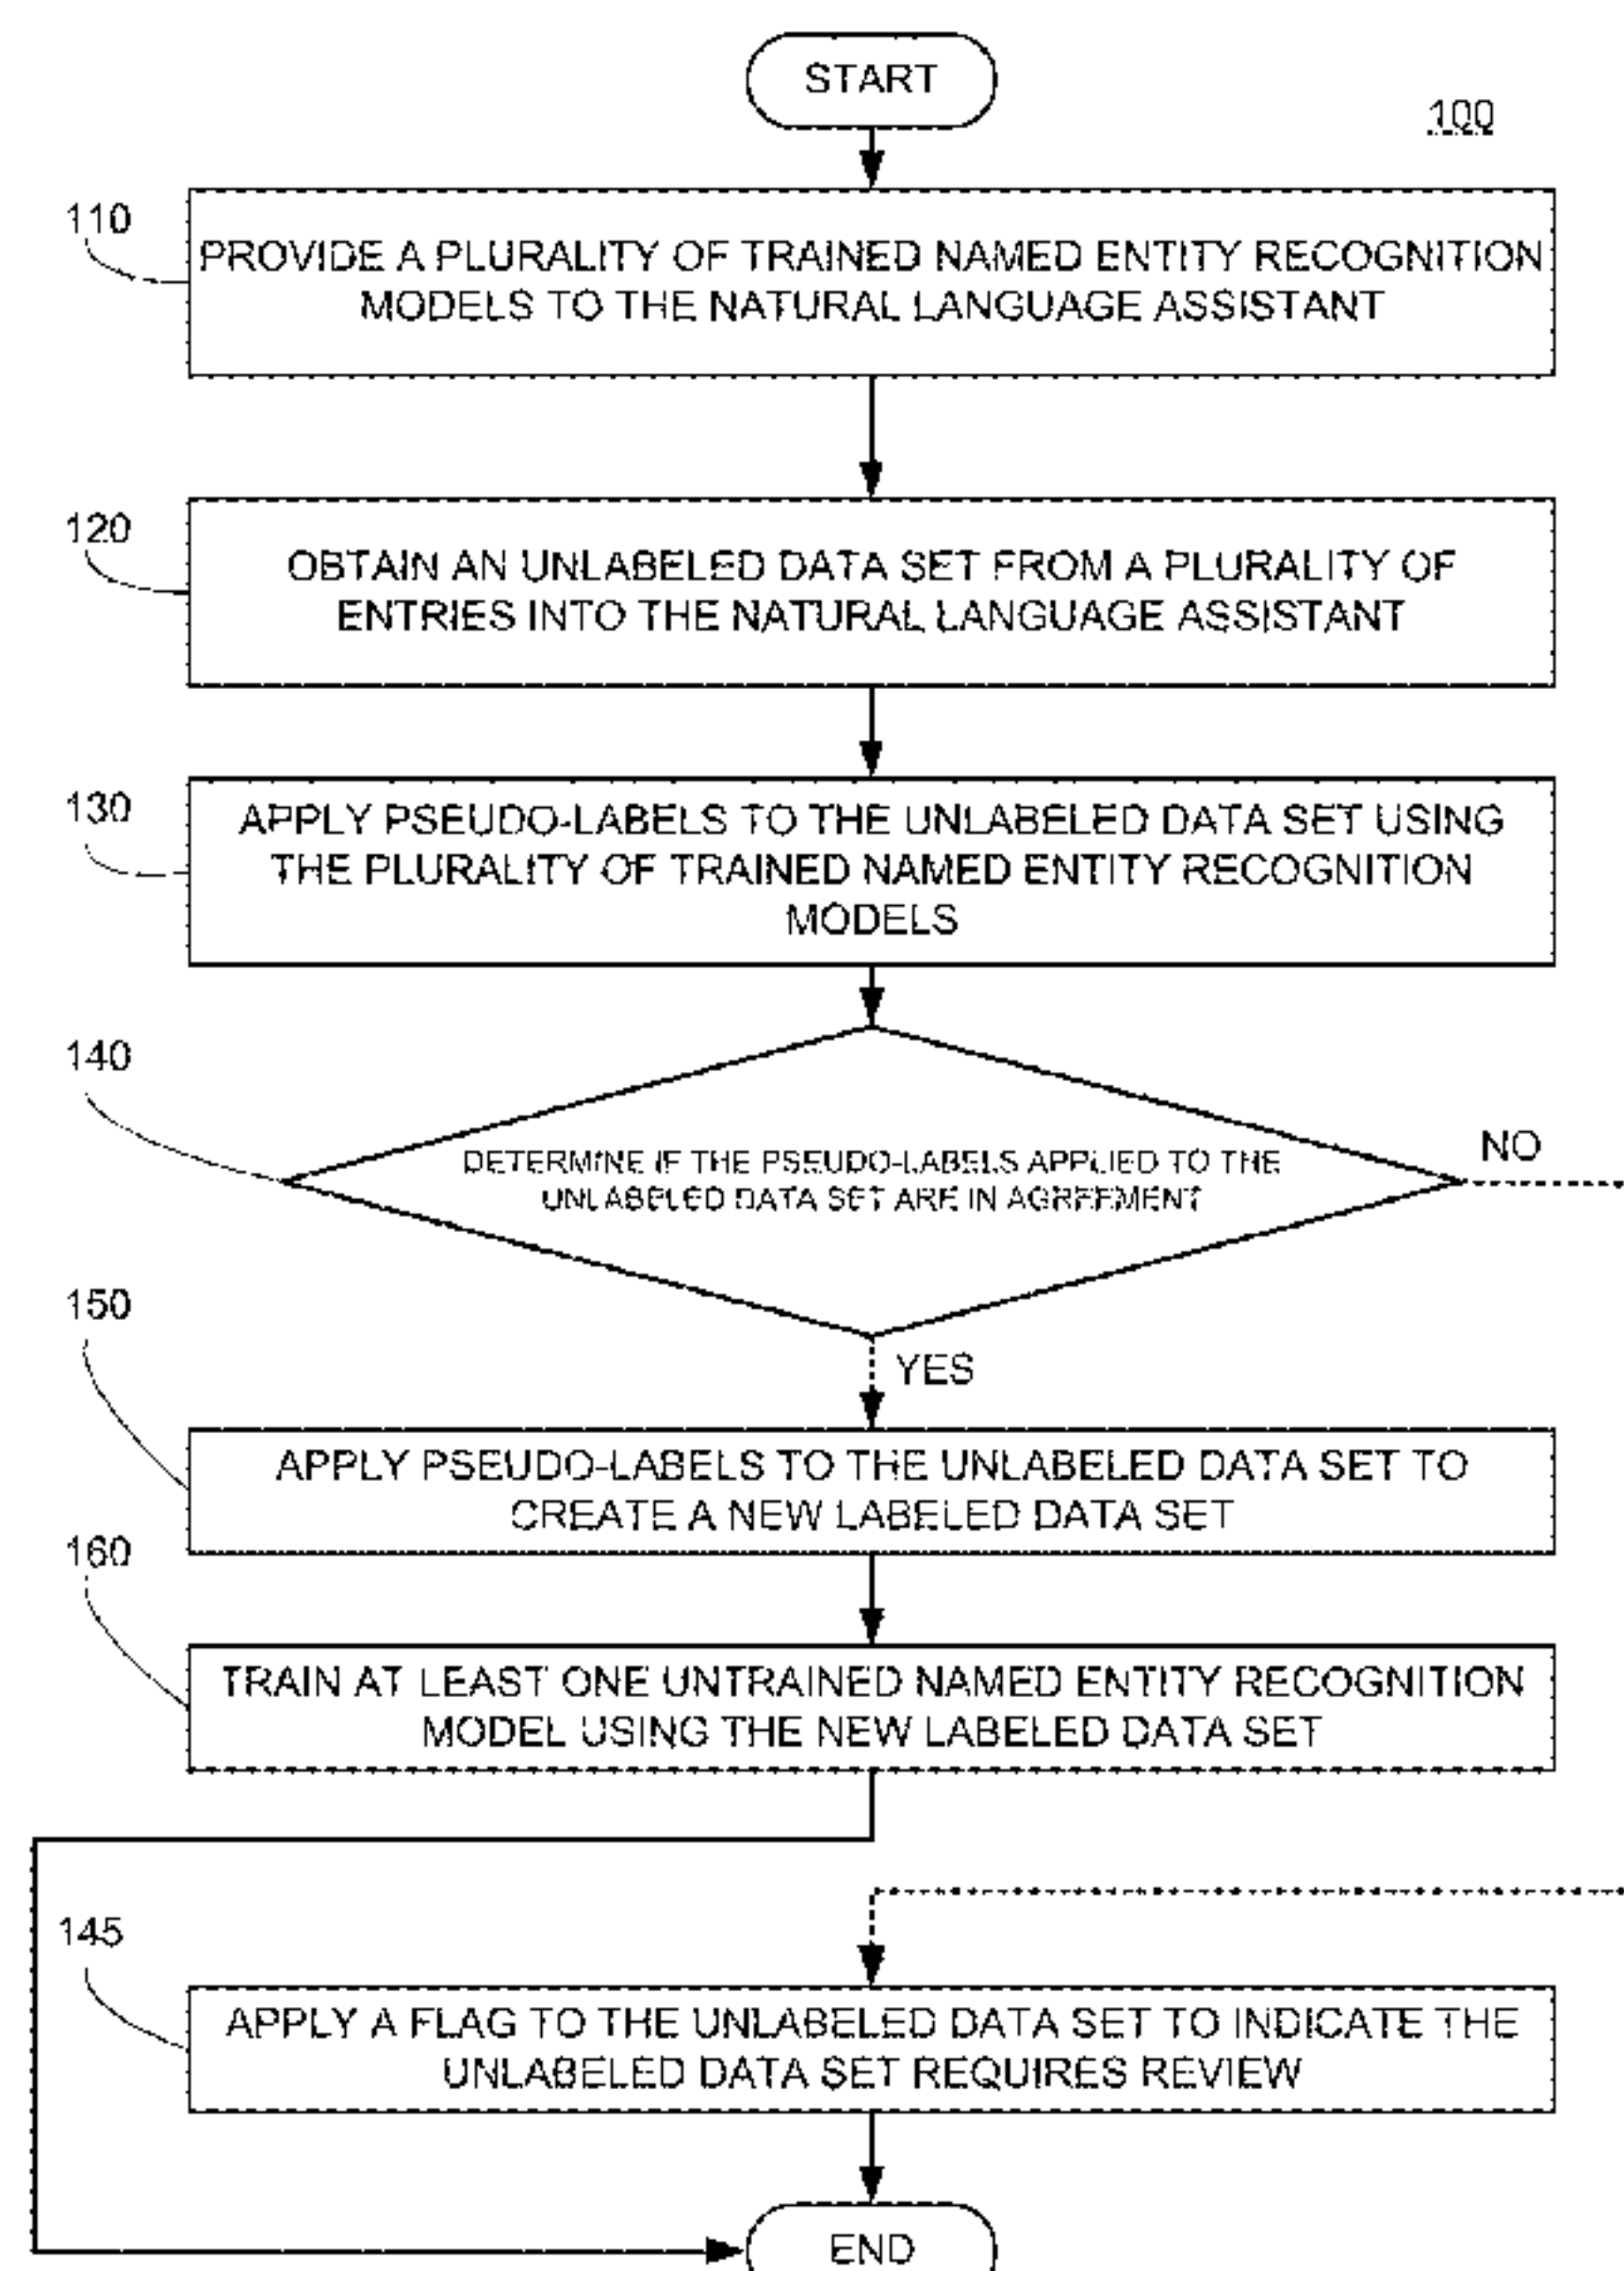 START
100
110
PROVIDE A PLURALITY OF TRAINED NAMED ENTITY RECOGNITION
MODELS TO THE NATURAL LANGUAGE ASSISTANT
120
OBTAIN AN UNLABELED DATA SET FROM A PLURALITY OF
ENTRIES INTO THE NATURAL LANGUAGE ASSISTANT
130
APPLY PSEUDO-LABELS TO THE UNLABELED DATA SET USING
THE PLURALITY OF TRAINED NAMED ENTITY RECOGNITION
MODELS
140
DETERMINE IF THE PSEUDO-LABELS APPLIED TO THE
UNLABELED DATA SET ARE IN AGREEMENT
NO
YES
150
APPLY PSEUDO-LABELS TO THE UNLABELED DATA SET TO
CREATE A NEW LABELED DATA SET
160
TRAIN AT LEAST ONE UNTRAINED NAMED ENTITY RECOGNITION
MODEL USING THE NEW LABELED DATA SET
145
APPLY A FLAG TO THE UNLABELED DATA SET TO INDICATE THE
UNLABELED DATA SET REQUIRES REVIEW
END